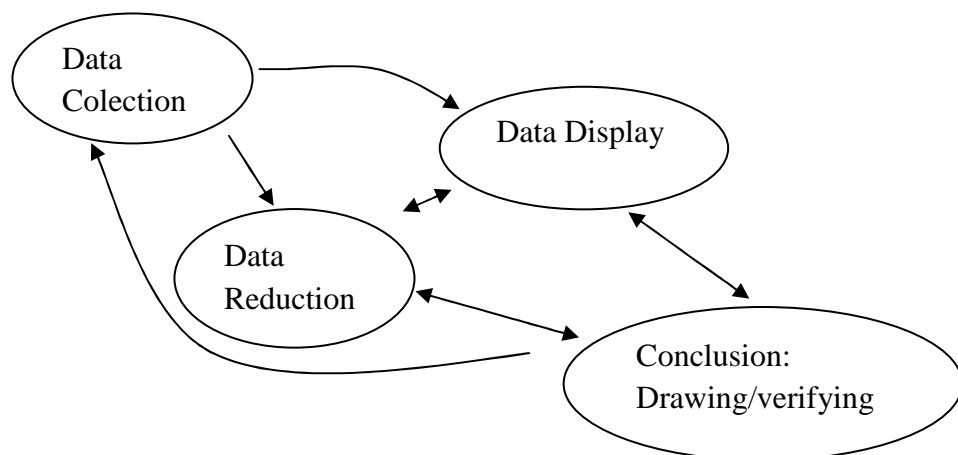 Data
Colection
Data Display
Data
Reduction
Conclusion:
Drawing/verifying